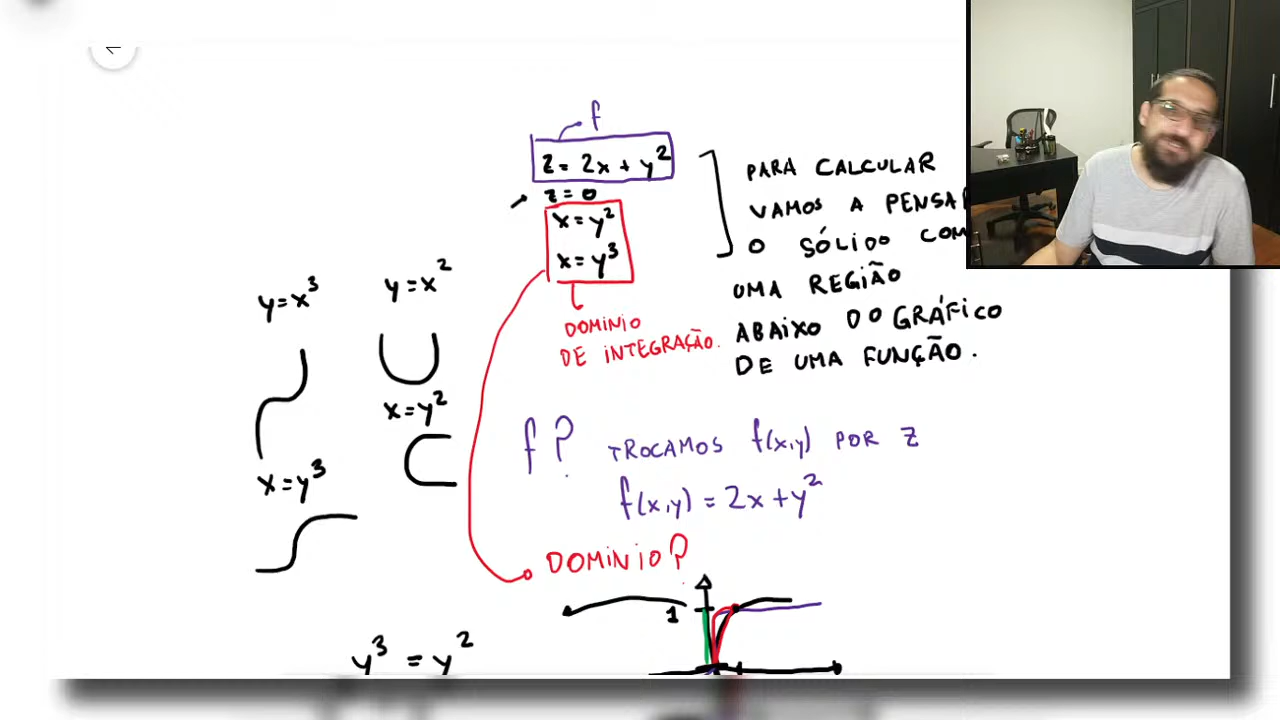 f
z = 2x + y²
z = 0
x = y²
x = y³
DOMINIO
DE INTEGRAÇÃO.
PARA CALCULAR
VAMOS A PENSAR
O SÓLIDO COM
UMA REGIÃO
ABAIXO DO GRÁFICO
DE UMA FUNÇÃO.
y=x³
y=x²
x=y²
x=y³
f? TROCAMOS f(x,y) POR z
f(x,y) = 2x + y²
DOMINIO?
1
y³ = y²